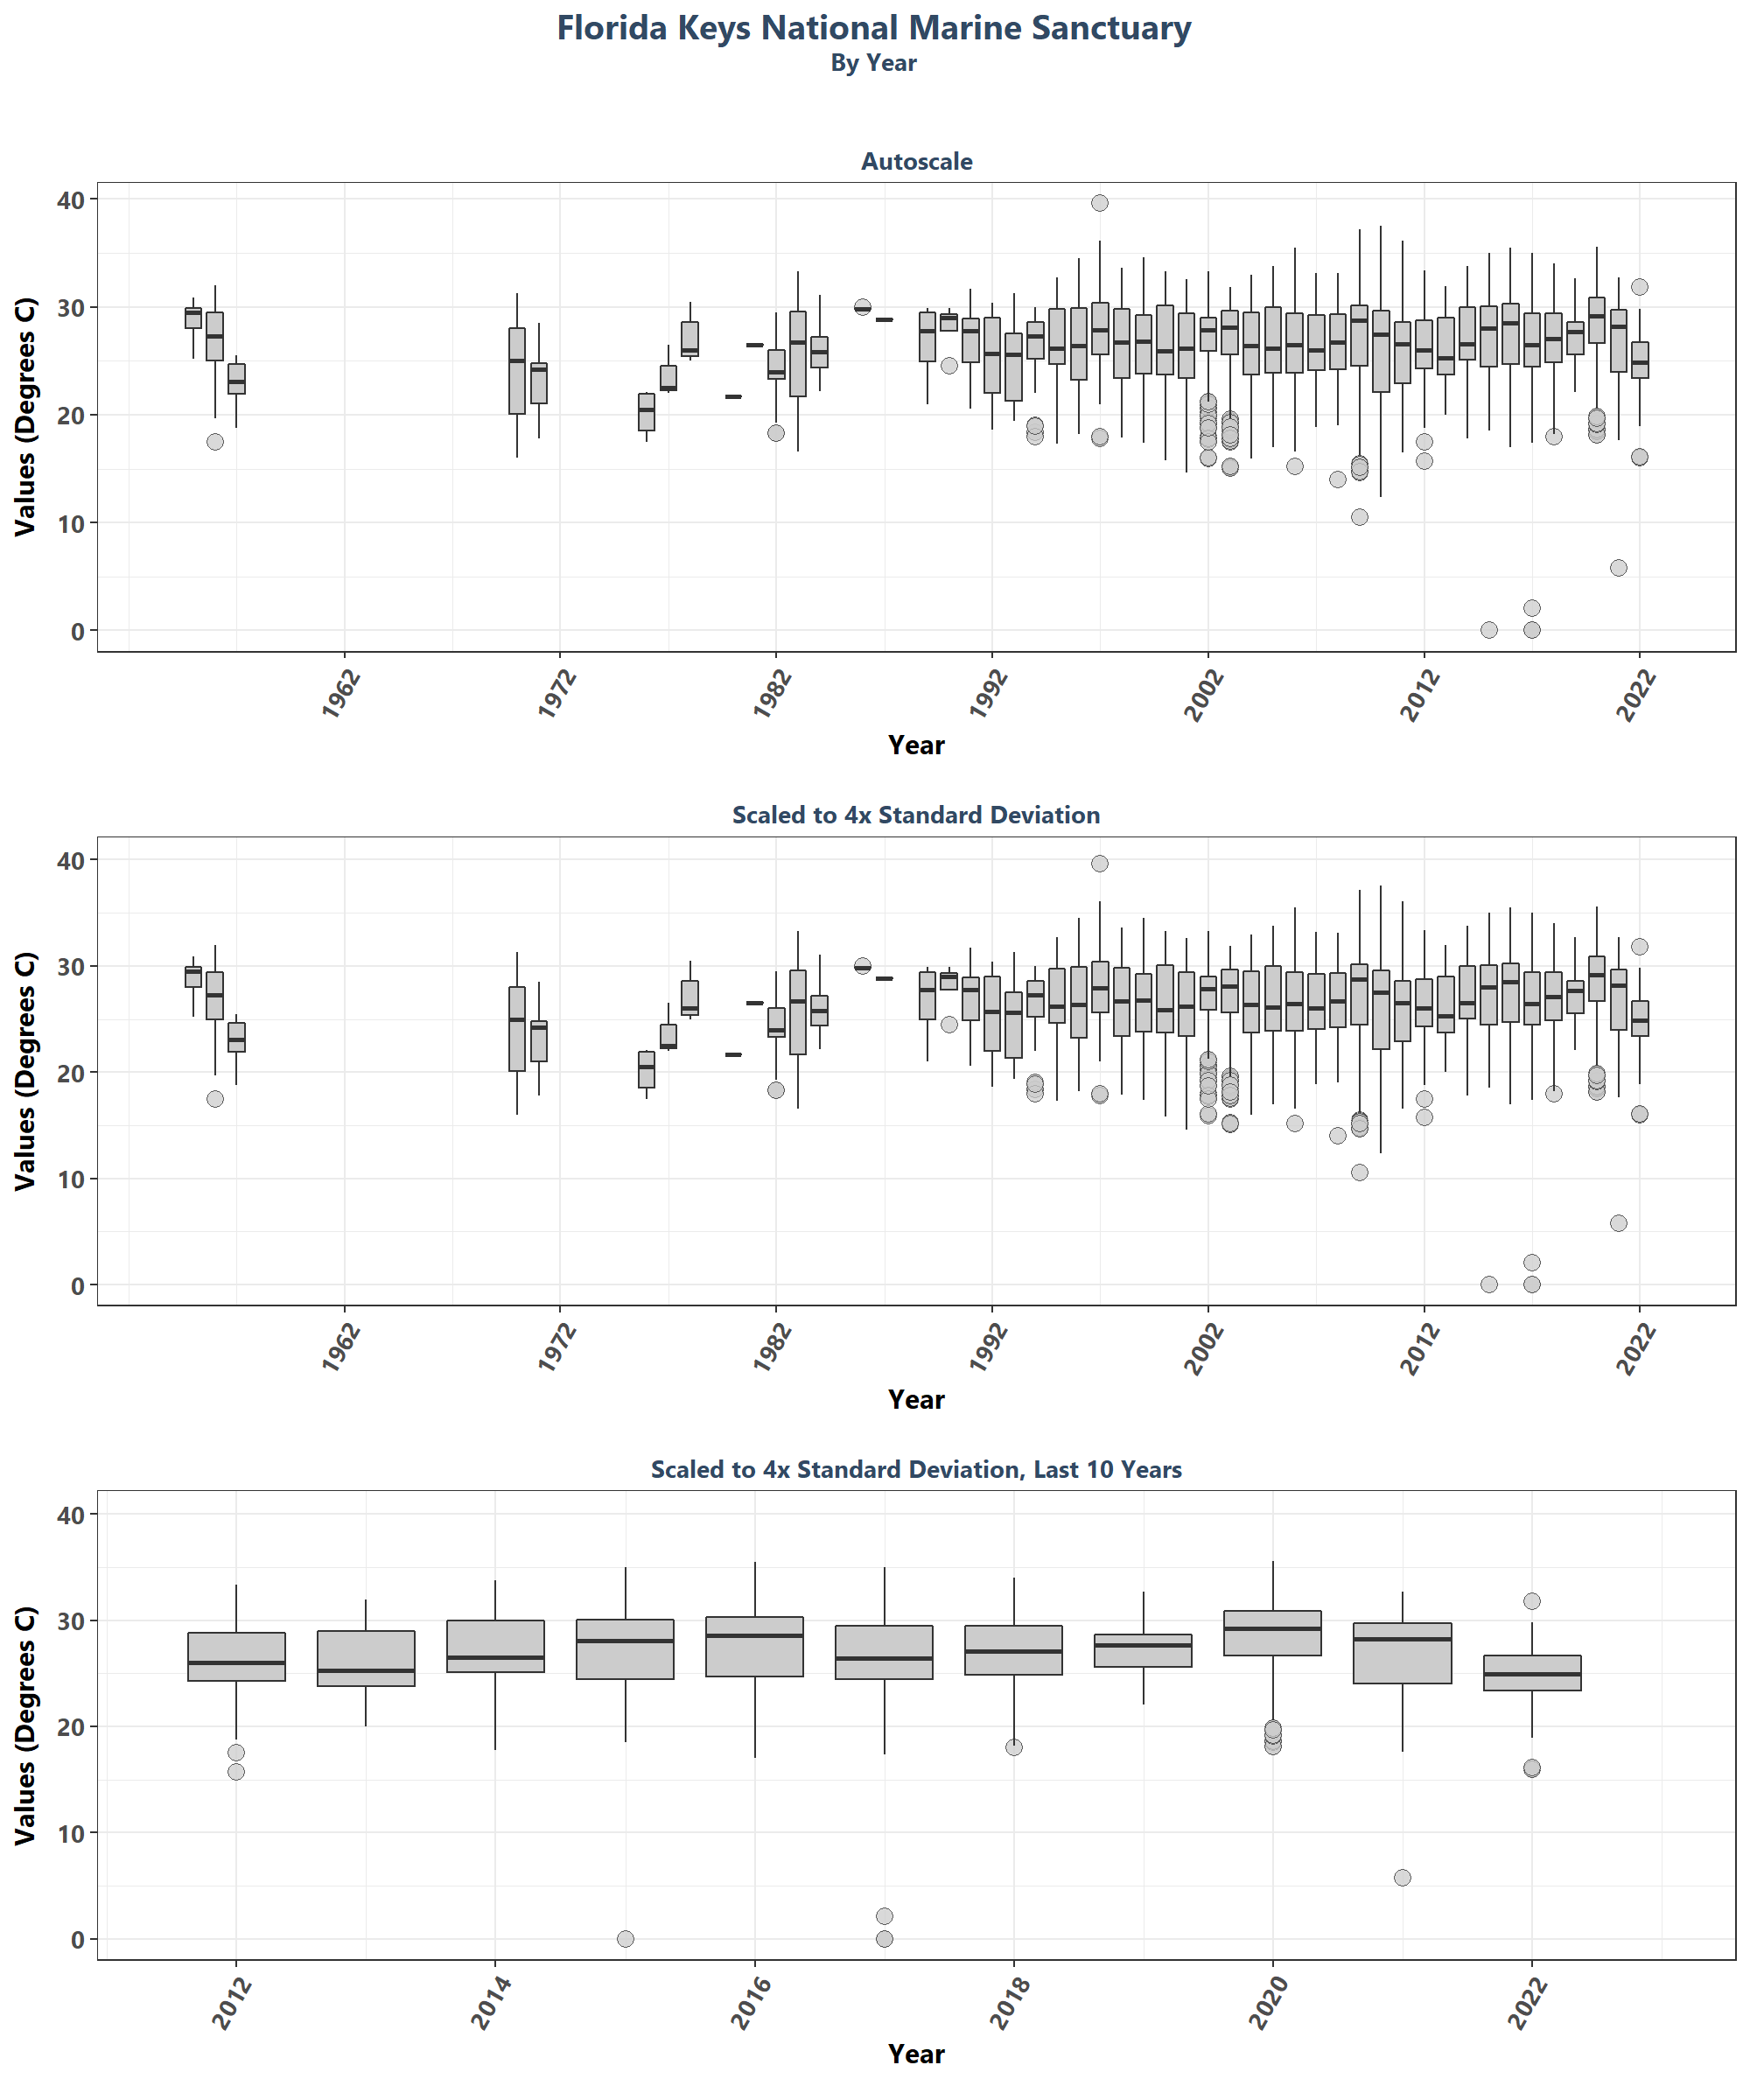 Florida Keys National Marine Sanctuary
By Year
Autoscale
Values (Degrees C)
40
30
20
10
0
1962 1972 1982 1992 2002 2012 2022
Year
Scaled to 4x Standard Deviation
Values (Degrees C)
40
30
20
10
0
1962 1972 1982 1992 2002 2012 2022
Year
Scaled to 4x Standard Deviation, Last 10 Years
Values (Degrees C)
40
30
20
10
0
2012 2014 2016 2018 2020 2022
Year